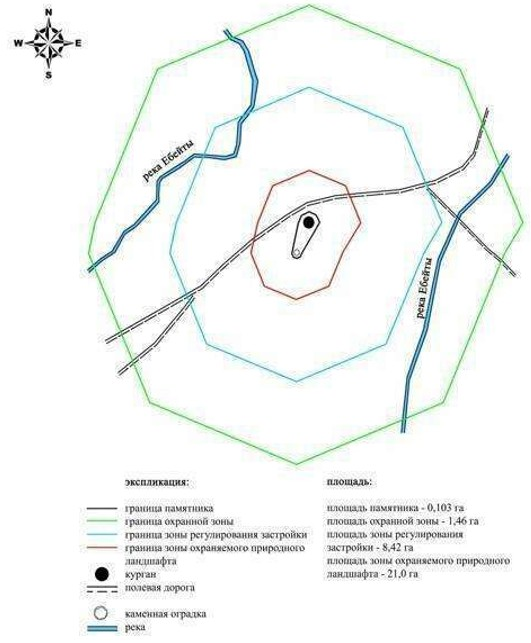 N
W E
S
река Ебейты
река Ебейты
экспликация:
граница памятника
граница охранной зоны
граница зоны регулирования застройки
граница зоны охраняемого природного
ландшафта
курган
полевая дорога
каменная оградка
река
площадь:
площадь памятника - 0,103 га
площадь охранной зоны - 1,46 га
площадь зоны регулирования
застройки - 8,42 га
площадь зоны охраняемого природного
ландшафта - 21,0 га